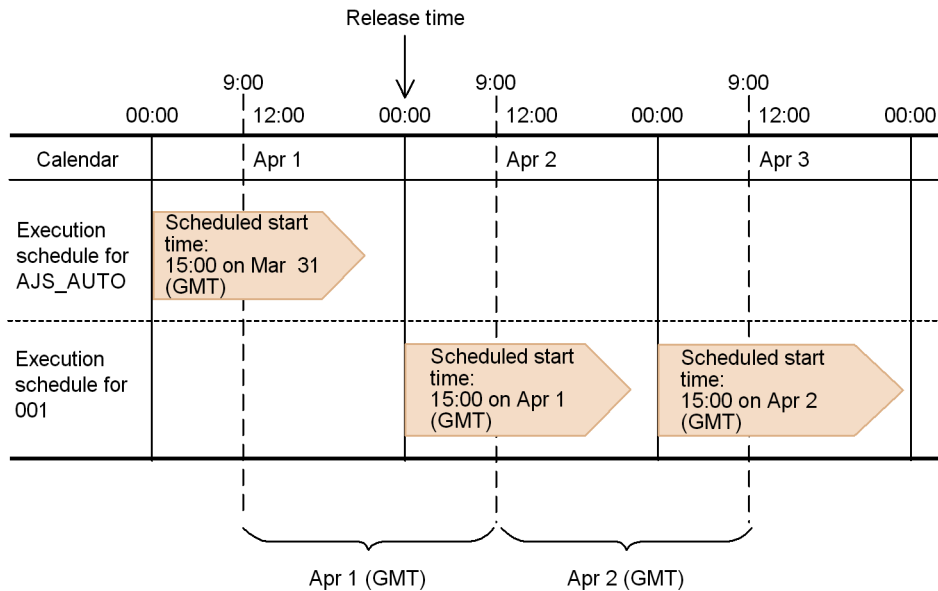 Release time
9:00 9:00 9:00
00:00 12:00 00:00 12:00 00:00 12:00 00:00
Calendar Apr 1 Apr 2 Apr 3
Execution
schedule for
AJS_AUTO
Scheduled start
time:
15:00 on Mar 31
(GMT)
Execution
schedule for
001
Scheduled start
time:
15:00 on Apr 1
(GMT)
Scheduled start
time:
15:00 on Apr 2
(GMT)
Apr 1 (GMT) Apr 2 (GMT)